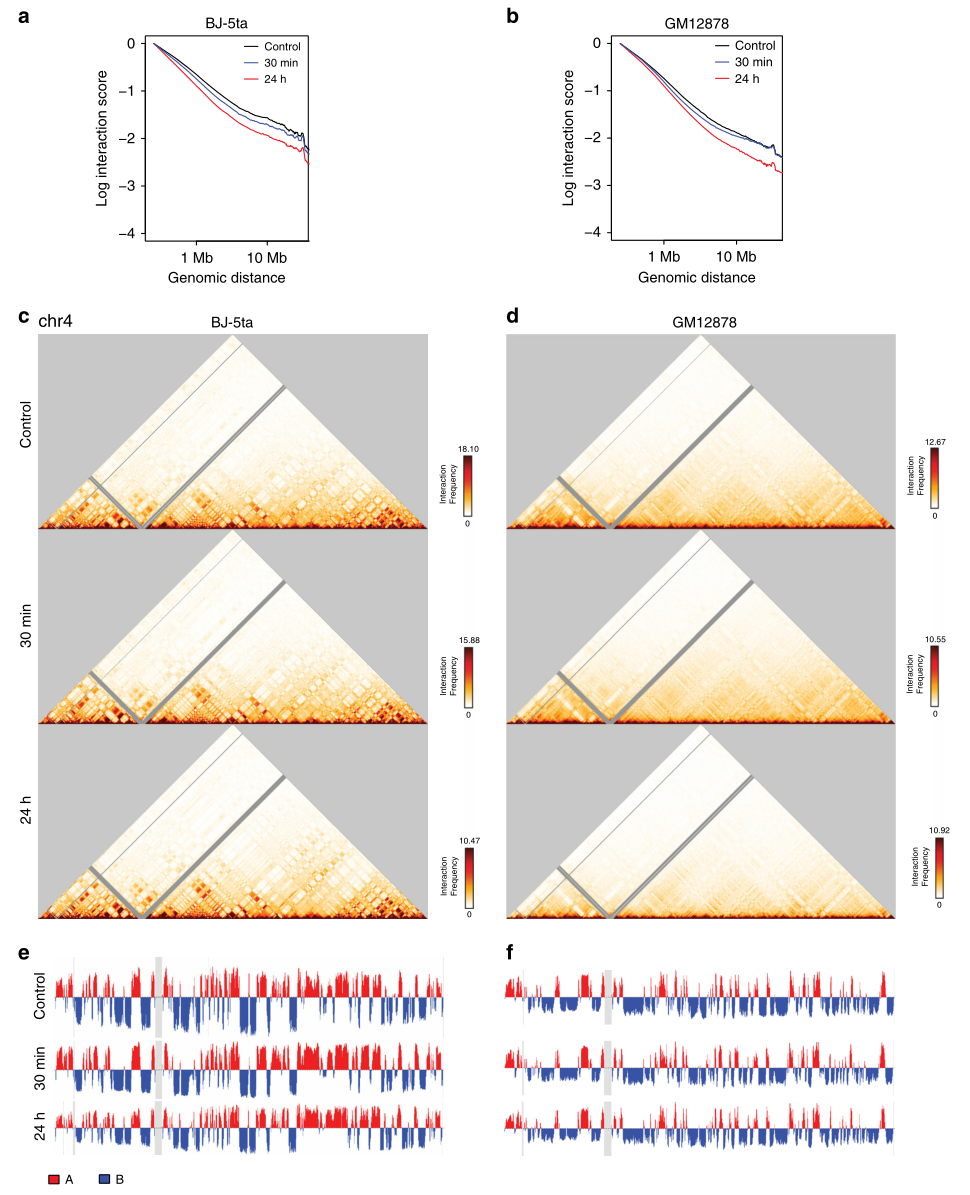 a
BJ-5ta
Log interaction score
0
−1
−2
−3
−4
Control
30 min
24 h
1 Mb
10 Mb
Genomic distance
b
GM12878
Log interaction score
0
−1
−2
−3
−4
Control
30 min
24 h
1 Mb
10 Mb
Genomic distance
c
chr4
BJ-5ta
Control
18.10
Interaction
Frequency
0
30 min
15.88
Interaction
Frequency
0
24 h
10.47
Interaction
Frequency
0
d
GM12878
12.67
Interaction
Frequency
0
10.55
Interaction
Frequency
0
10.92
Interaction
Frequency
0
e
Control
30 min
24 h
f
A
B